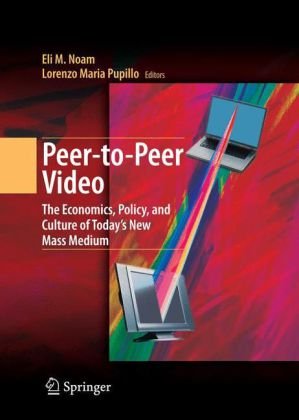 Eli M. Noam
Lorenzo Maria Pupillo Editors
Peer-to-Peer
Video
The Economics, Policy, and
Culture of Today's New
Mass Medium
Springer